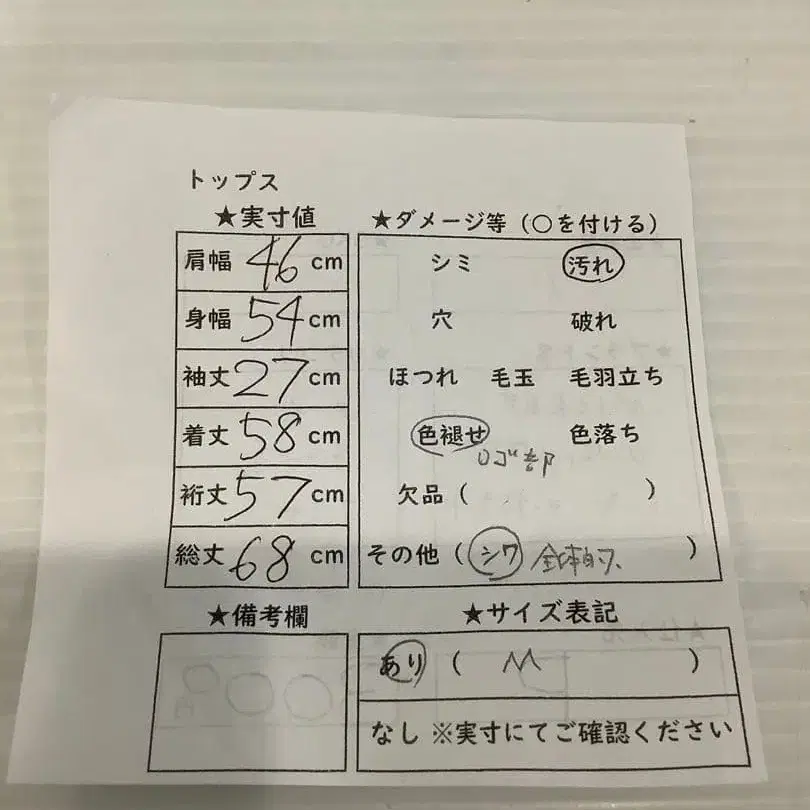 トップス
★実寸値
肩幅 46 cm
身幅 54 cm
袖丈 27 cm
着丈 58 cm
裄丈 57 cm
総丈 68 cm
★備考欄
★ダメージ等（〇を付ける）
シミ 汚れ
穴 破れ
ほつれ 毛玉 毛羽立ち
色褪せ 色落ち
ロゴ部
欠品（ ）
その他（シワ 全体的に ）
★サイズ表記
あり（ M ）
なし ※実寸にてご確認ください